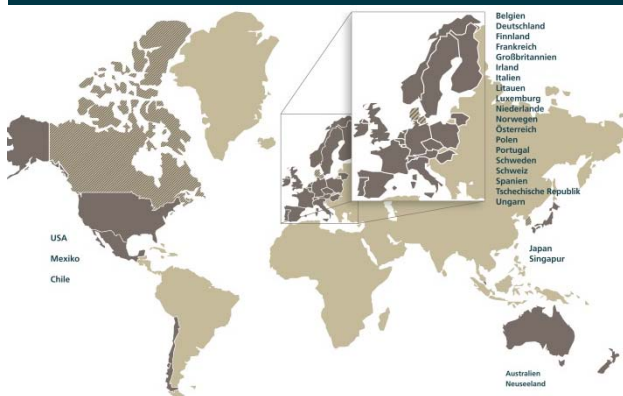 Belgien
Deutschland
Finnland
Frankreich
Großbritannien
Irland
Italien
Litauen
Luxemburg
Niederlande
Norwegen
Österreich
Polen
Portugal
Schweden
Schweiz
Spanien
Tschechische Republik
Ungarn
USA
Mexiko
Chile
Japan
Singapur
Australien
Neuseeland